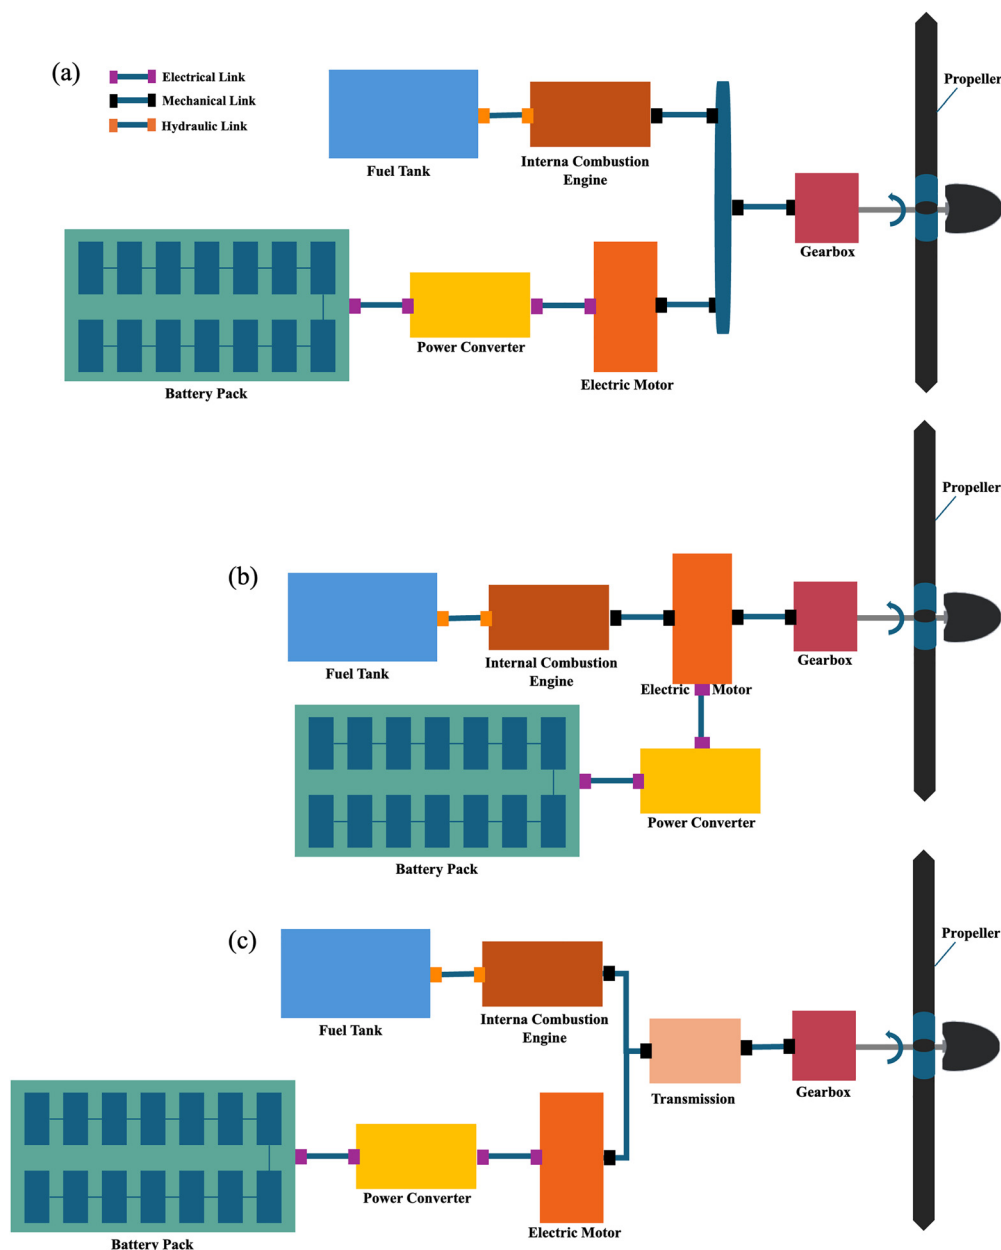 (a)
Electrical Link
Mechanical Link
Hydraulic Link
Fuel Tank
Interna Combustion
Engine
Propeller
Gearbox
Battery Pack
Power Converter
Electric Motor
(b)
Propeller
Fuel Tank
Internal Combustion
Engine
Electric Motor
Gearbox
Battery Pack
Power Converter
(c)
Propeller
Fuel Tank
Interna Combustion
Engine
Transmission
Gearbox
Battery Pack
Power Converter
Electric Motor